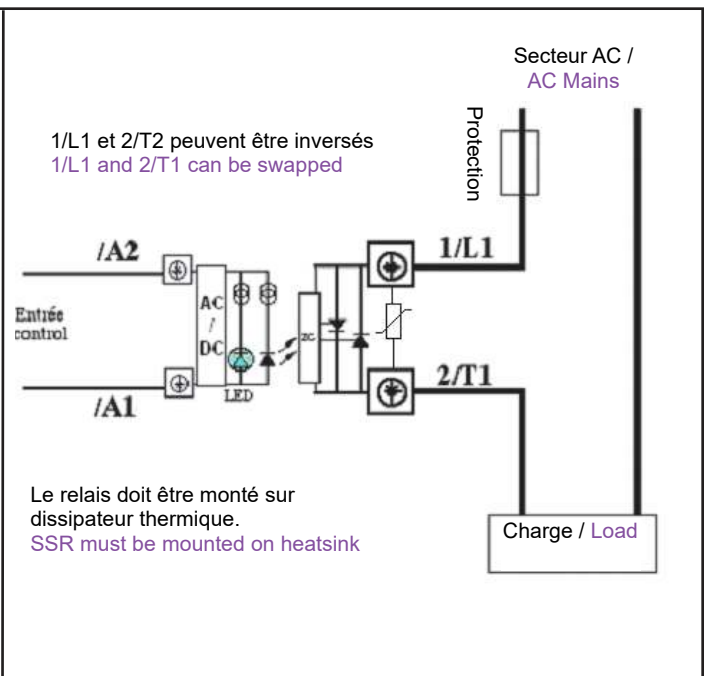 Secteur AC /
AC Mains
Protection
1/L1 et 2/T2 peuvent être inversés
1/L1 and 2/T1 can be swapped
/A2
1/L1
AC
/
DC
Entrée
control
ZC
LED
/A1
2/T1
Le relais doit être monté sur
dissipateur thermique.
SSR must be mounted on heatsink
Charge / Load